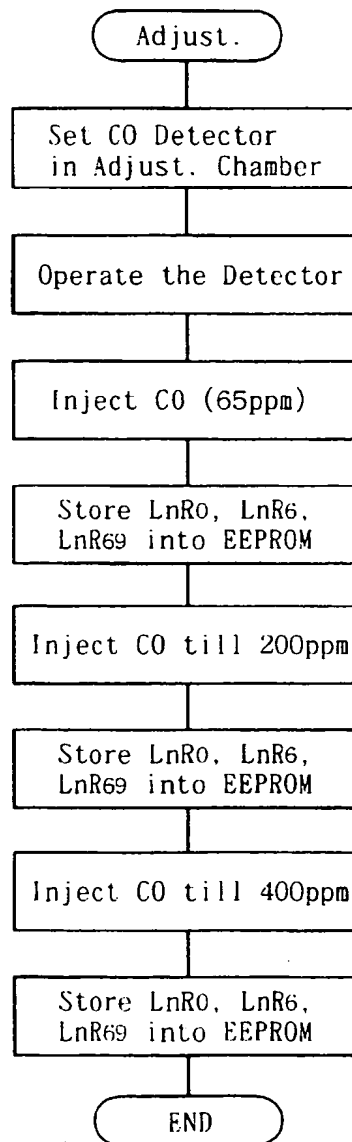 Adjust.
Set CO Detector
in Adjust. Chamber
Operate the Detector
Inject CO (65ppm)
Store LnR0, LnR6,
LnR69 into EEPROM
Inject CO till 200ppm
Store LnR0, LnR6,
LnR69 into EEPROM
Inject CO till 400ppm
Store LnR0, LnR6,
LnR69 into EEPROM
END